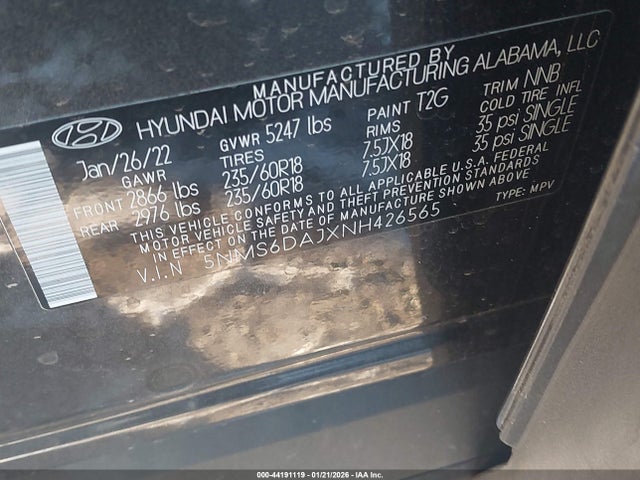 MANUFACTURED BY
HYUNDAI MOTOR MANUFACTURING ALABAMA, LLC
Jan/26/22 GVWR 5247 lbs PAINT T2G TRIM NNB
GAWR TIRES RIMS COLD TIRE INFL
FRONT 2866 lbs 235/60R18 7.5JX18 35 psi SINGLE
REAR 2976 lbs 235/60R18 7.5JX18 35 psi SINGLE
THIS VEHICLE CONFORMS TO ALL APPLICABLE U.S.A. FEDERAL
MOTOR VEHICLE SAFETY AND THEFT PREVENTION STANDARDS
IN EFFECT ON THE DATE OF MANUFACTURE SHOWN ABOVE
V.I.N 5NMS6DAJXNH426565 TYPE: MPV
000-44191119 | 01/21/2026 - IAA Inc.